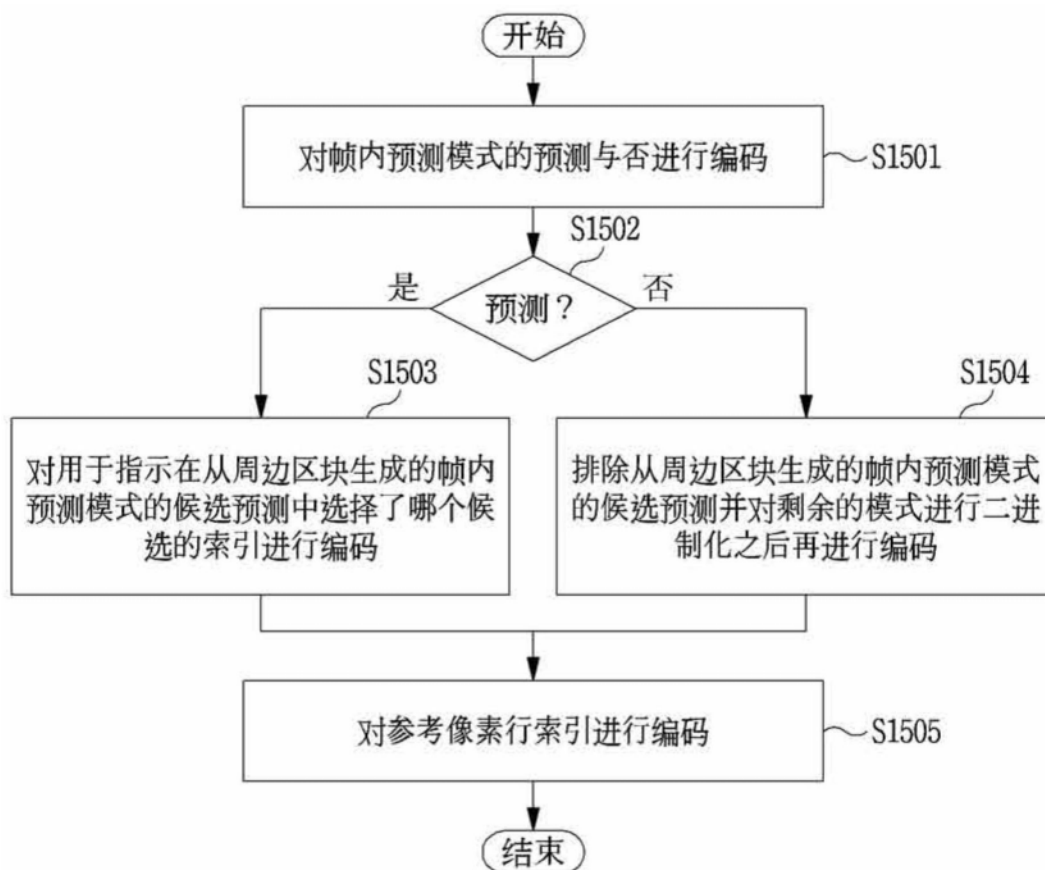 开始
对帧内预测模式的预测与否进行编码
S1501
S1502
是
预测？
否
S1503
S1504
对用于指示在从周边区块生成的帧内
预测模式的候选预测中选择了哪个候
选的索引进行编码
排除从周边区块生成的帧内预测模式
的候选预测并对剩余的模式进行二进
制化之后再进行编码
对参考像素行索引进行编码
S1505
结束